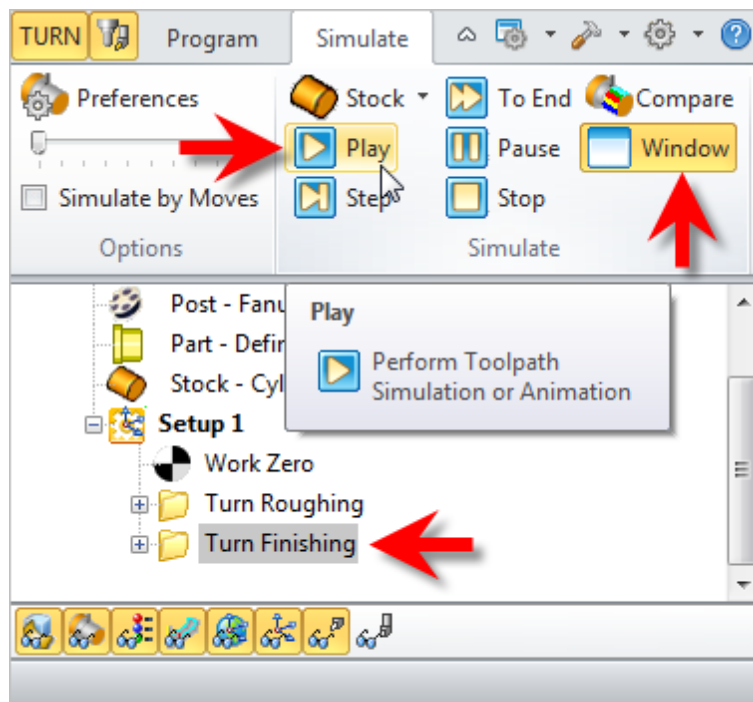 TURN Program Simulate
Preferences Stock To End Compare
Play Pause Window
Simulate by Moves Step Stop
Options Simulate
Post - Fanu
Part - Defin
Stock - Cyl
Play
Perform Toolpath
Simulation or Animation
Setup 1
Work Zero
Turn Roughing
Turn Finishing